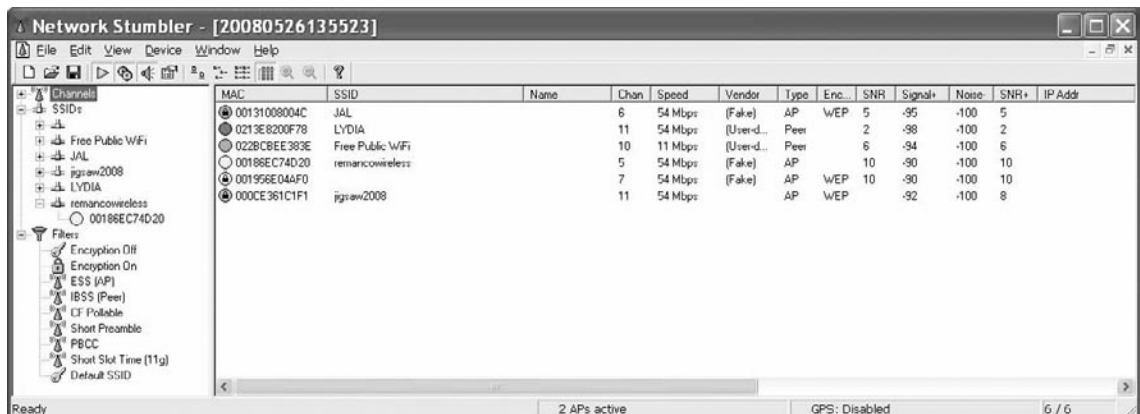 Network Stumbler - [20080526135523]
File Edit View Device Window Help
Channels
SSIDs
Free Public WiFi
JAL
jigsaw2008
LYDIA
remancowireless
00186EC74D20
Filters
Encryption Off
Encryption On
ESS (AP)
IBSS (Peer)
CF Pollable
Short Preamble
PBCC
Short Slot Time (11g)
Default SSID
MAC SSID Name Chan Speed Vendor Type Enc... SNR Signal+ Noise- SNR+ IP Addr
00131008004C JAL 6 54 Mbps (Fake) AP WEP 5 -95 -100 5
0213E8200F78 LYDIA 11 54 Mbps (User-d... Peer 2 -98 -100 2
022BCBEE383E Free Public WiFi 10 11 Mbps (User-d... Peer 6 -94 -100 6
00186EC74D20 remancowireless 5 54 Mbps (Fake) AP 10 -90 -100 10
001956E04AF0 7 54 Mbps (Fake) AP WEP 10 -90 -100 10
000CE361C1F1 jigsaw2008 11 54 Mbps AP WEP -92 -100 8
Ready 2 APs active GPS: Disabled 6 / 6